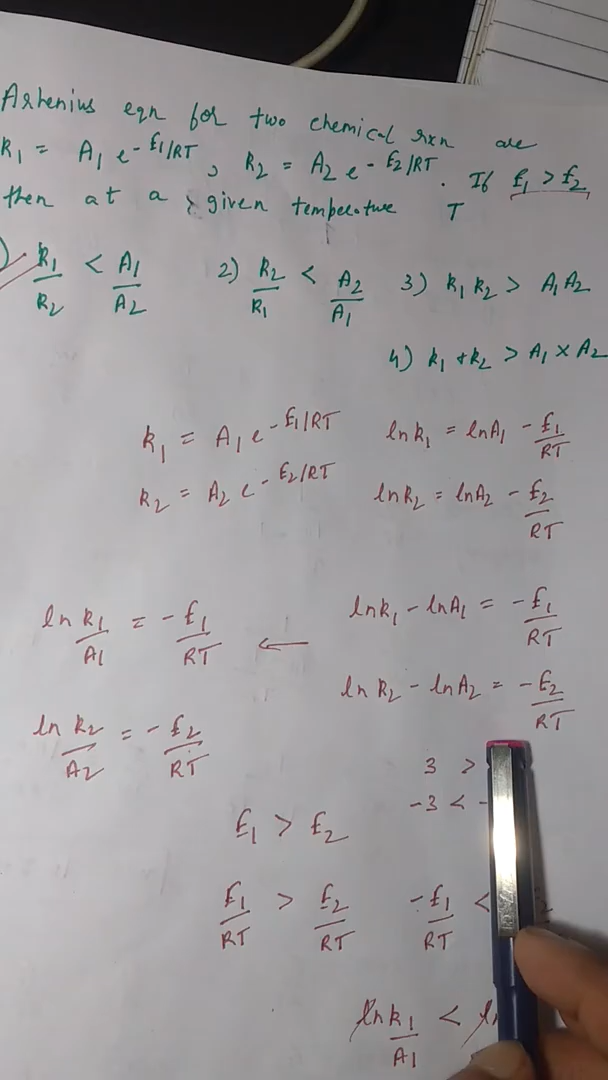 Arhenius eqn for two chemical rxn are
k1 = A1 e^-E1/RT , k2 = A2 e^-E2/RT . If E1 > E2
then at a given temperature T
) k1/k2 < A1/A2 2) k2/k1 < A2/A1 3) k1 k2 > A1 A2
4) k1 + k2 > A1 × A2
k1 = A1 e^-E1/RT ln k1 = ln A1 - E1/RT
k2 = A2 e^-E2/RT ln k2 = ln A2 - E2/RT
ln k1/A1 = - E1/RT ← ln k1 - ln A1 = - E1/RT
ln k2 - ln A2 = - E2/RT
ln k2/A2 = - E2/RT
3 >
-3 < -
E1 > E2
E1/RT > E2/RT - E1/RT <
ln k1/A1 < ln